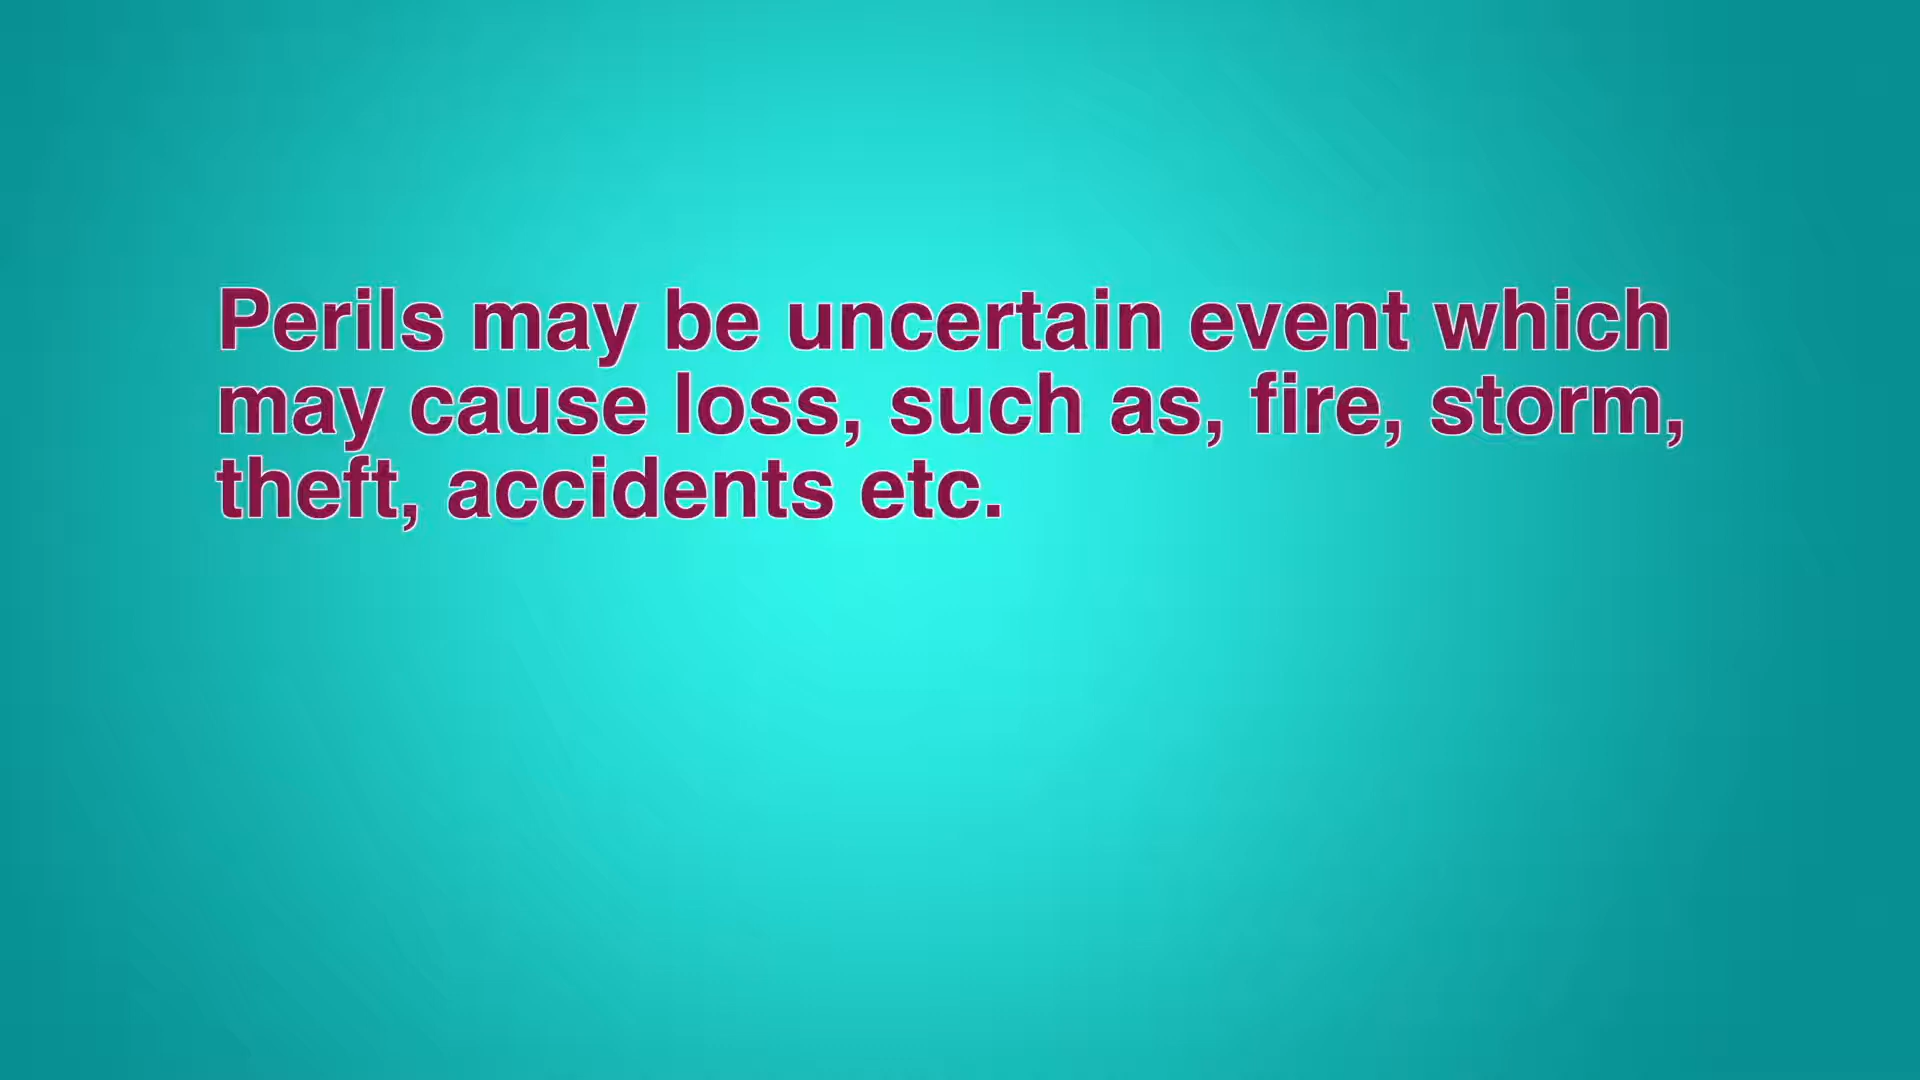 Perils may be uncertain event which
may cause loss, such as, fire, storm,
theft, accidents etc.